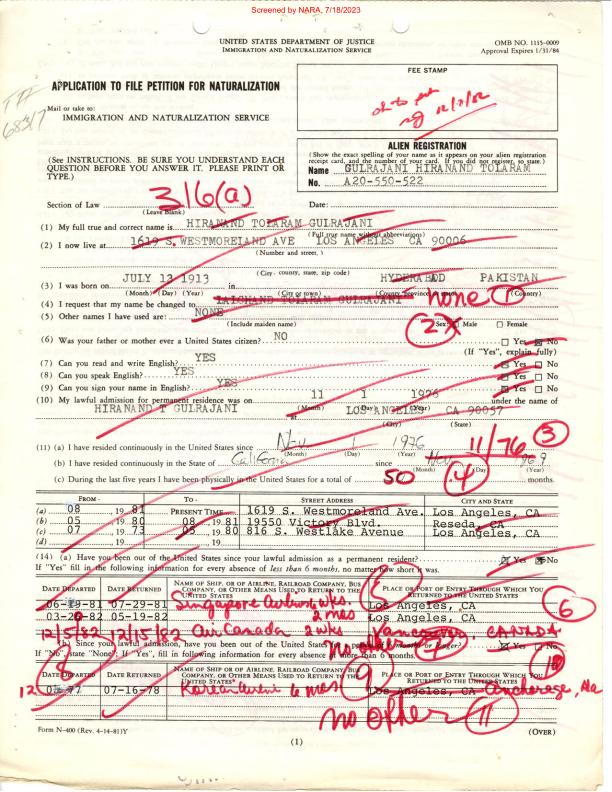 Screened by NARA, 7/18/2023
UNITED STATES DEPARTMENT OF JUSTICE
IMMIGRATION AND NATURALIZATION SERVICE
OMB NO. 1115-0009
Approval Expires 1/31/84
FEE STAMP
APPLICATION TO FILE PETITION FOR NATURALIZATION
12/17/82
Mail or take to:
IMMIGRATION AND NATURALIZATION SERVICE
ALIEN REGISTRATION
(Show the exact spelling of your name as it appears on your alien registration
receipt card, and the number of your card. If you did not register, so state.)
(See INSTRUCTIONS. BE SURE YOU UNDERSTAND EACH
QUESTION BEFORE YOU ANSWER IT. PLEASE PRINT OR
TYPE.)
Name GULRAJANI HIRANAND TOLARAM
No. A20-550-522
316(a)
Section of Law
(Leave Blank)
Date:
(1) My full true and correct name is HIRANAND TOLARAM GULRAJANI
(Full true name without abbreviations)
(2) I now live at 1619 S. WESTMORELAND AVE LOS ANGELES CA 90006
(Number and street, )
(City, county, state, zip code)
(3) I was born on JULY 13 1913 in HYDERABAD PAKISTAN
(Month) (Day) (Year) (City or town) (County, Province or State) (Country)
(4) I request that my name be changed to LALCHAND TOLARAM GULRAJANI none 1
(5) Other names I have used are: NONE
(Include maiden name)
2 Sex: Male Female
(6) Was your father or mother ever a United States citizen? NO Yes No
(If "Yes", explain fully)
(7) Can you read and write English? YES Yes No
(8) Can you speak English? YES Yes No
(9) Can you sign your name in English? YES Yes No
(10) My lawful admission for permanent residence was on 11 1 1976 under the name of
(Month) (Day) (Year)
HIRANAND T GULRAJANI at LOS ANGELES CA 90057
(City) (State)
(11) (a) I have resided continuously in the United States since Nov 1 1976 11/76 3
(Month) (Day) (Year)
(b) I have resided continuously in the State of California since Nov
(Month) (Day) (Year)
(c) During the last five years I have been physically in the United States for a total of 50 4 months.
FROM - TO - STREET ADDRESS CITY AND STATE
(a) 08, 19 81 PRESENT TIME 1619 S. Westmoreland Ave. Los Angeles, CA
(b) 05, 19 80 08, 19 81 19550 Victory Blvd. Reseda, CA
(c) 07, 19 73 05, 19 80 816 S. Westlake Avenue Los Angeles, CA
(d) , 19 , 19
(14) (a) Have you been out of the United States since your lawful admission as a permanent resident? Yes No
If "Yes" fill in the following information for every absence of less than 6 months, no matter how short it was.
DATE DEPARTED DATE RETURNED NAME OF SHIP, OR OF AIRLINE, RAILROAD COMPANY, BUS COMPANY, OR OTHER MEANS USED TO RETURN TO THE UNITED STATES PLACE OR PORT OF ENTRY THROUGH WHICH YOU RETURNED TO THE UNITED STATES
06-19-81 07-29-81 Singapore Los Angeles, CA 6
03-20-82 05-19-82 2 mos Los Angeles, CA
12/5/82 12/15/82 Air Canada 2 wks Vancouver, CANADA
(b) Since your lawful admission, have you been out of the United States for a period of 6 months or longer? Yes No
If "No", state "None"; If "Yes", fill in following information for every absence of more than 6 months.
8 9 10
DATE DEPARTED DATE RETURNED NAME OF SHIP, OR OF AIRLINE, RAILROAD COMPANY, BUS COMPANY, OR OTHER MEANS USED TO RETURN TO THE UNITED STATES PLACE OR PORT OF ENTRY THROUGH WHICH YOU RETURNED TO THE UNITED STATES
12 07-16-78 Korean 6 mos Los Angeles, CA Anchorage,
no other 11
Form N-400 (Rev. 4-14-81)Y
(1)
(OVER)